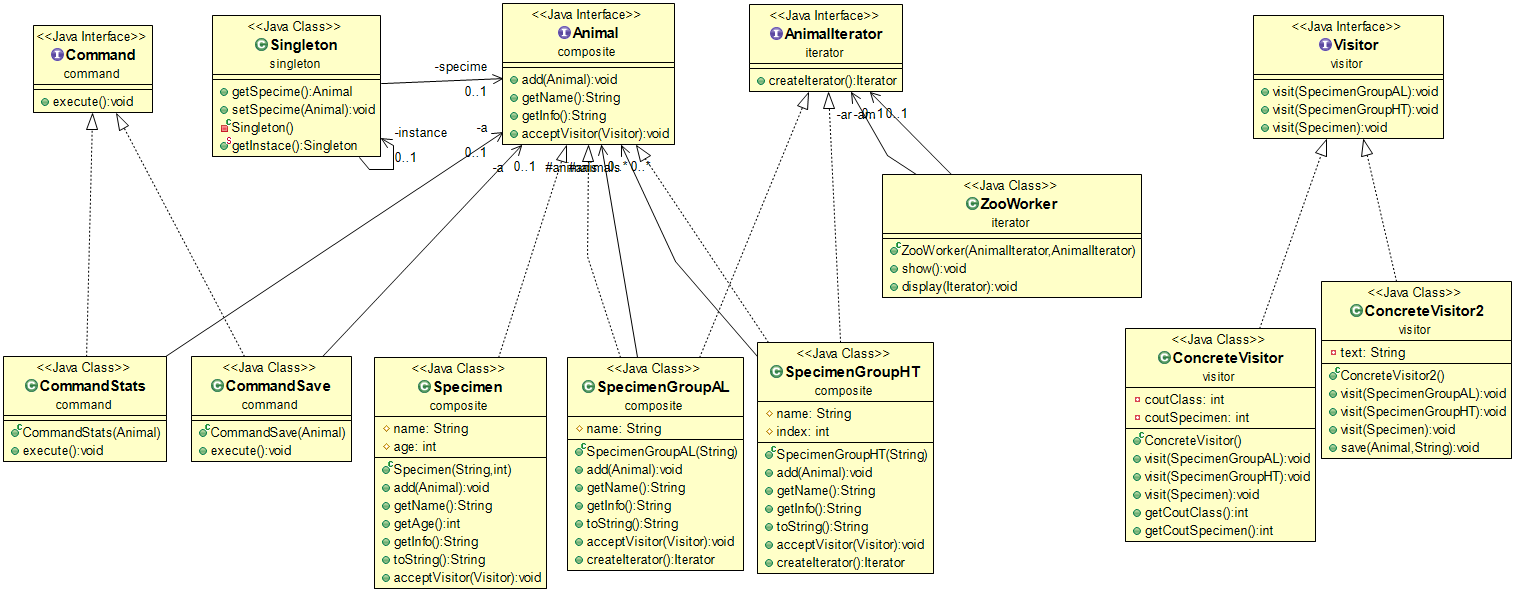 <<Java Interface>>
Command
command
execute():void
<<Java Class>>
Singleton
singleton
getSpecime():Animal
setSpecime(Animal):void
Singleton()
getInstace():Singleton
-instance
0..1
-specime
0..1
<<Java Interface>>
Animal
composite
add(Animal):void
getName():String
getInfo():String
acceptVisitor(Visitor):void
-a
0..1
-a
0..1
#animals
0..*
0..*
<<Java Interface>>
AnimalIterator
iterator
createIterator():Iterator
-ar
-am
0..1
<<Java Class>>
ZooWorker
iterator
ZooWorker(AnimalIterator,AnimalIterator)
show():void
display(Iterator):void
<<Java Interface>>
Visitor
visitor
visit(SpecimenGroupAL):void
visit(SpecimenGroupHT):void
visit(Specimen):void
<<Java Class>>
CommandStats
command
CommandStats(Animal)
execute():void
<<Java Class>>
CommandSave
command
CommandSave(Animal)
execute():void
<<Java Class>>
Specimen
composite
name: String
age: int
Specimen(String,int)
add(Animal):void
getName():String
getAge():int
getInfo():String
toString():String
acceptVisitor(Visitor):void
<<Java Class>>
SpecimenGroupAL
composite
name: String
SpecimenGroupAL(String)
add(Animal):void
getName():String
getInfo():String
toString():String
acceptVisitor(Visitor):void
createIterator():Iterator
<<Java Class>>
SpecimenGroupHT
composite
name: String
index: int
SpecimenGroupHT(String)
add(Animal):void
getName():String
getInfo():String
toString():String
acceptVisitor(Visitor):void
createIterator():Iterator
<<Java Class>>
ConcreteVisitor
visitor
coutClass: int
coutSpecimen: int
ConcreteVisitor()
visit(SpecimenGroupAL):void
visit(SpecimenGroupHT):void
visit(Specimen):void
getCoutClass():int
getCoutSpecimen():int
<<Java Class>>
ConcreteVisitor2
visitor
text: String
ConcreteVisitor2()
visit(SpecimenGroupAL):void
visit(SpecimenGroupHT):void
visit(Specimen):void
save(Animal,String):void